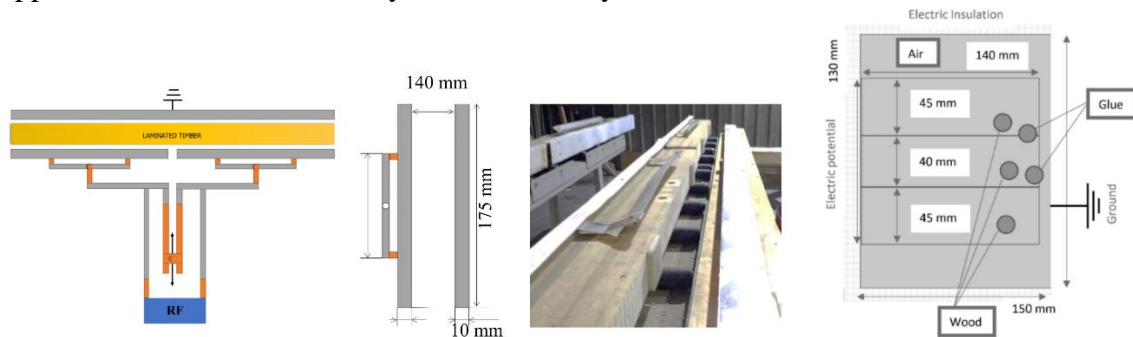 LAMINATED TIMBER
RF
140 mm
175 mm
10 mm
Electric Insulation
Air
140 mm
130 mm
45 mm
Glue
Electric potential
40 mm
Ground
45 mm
150 mm
Wood